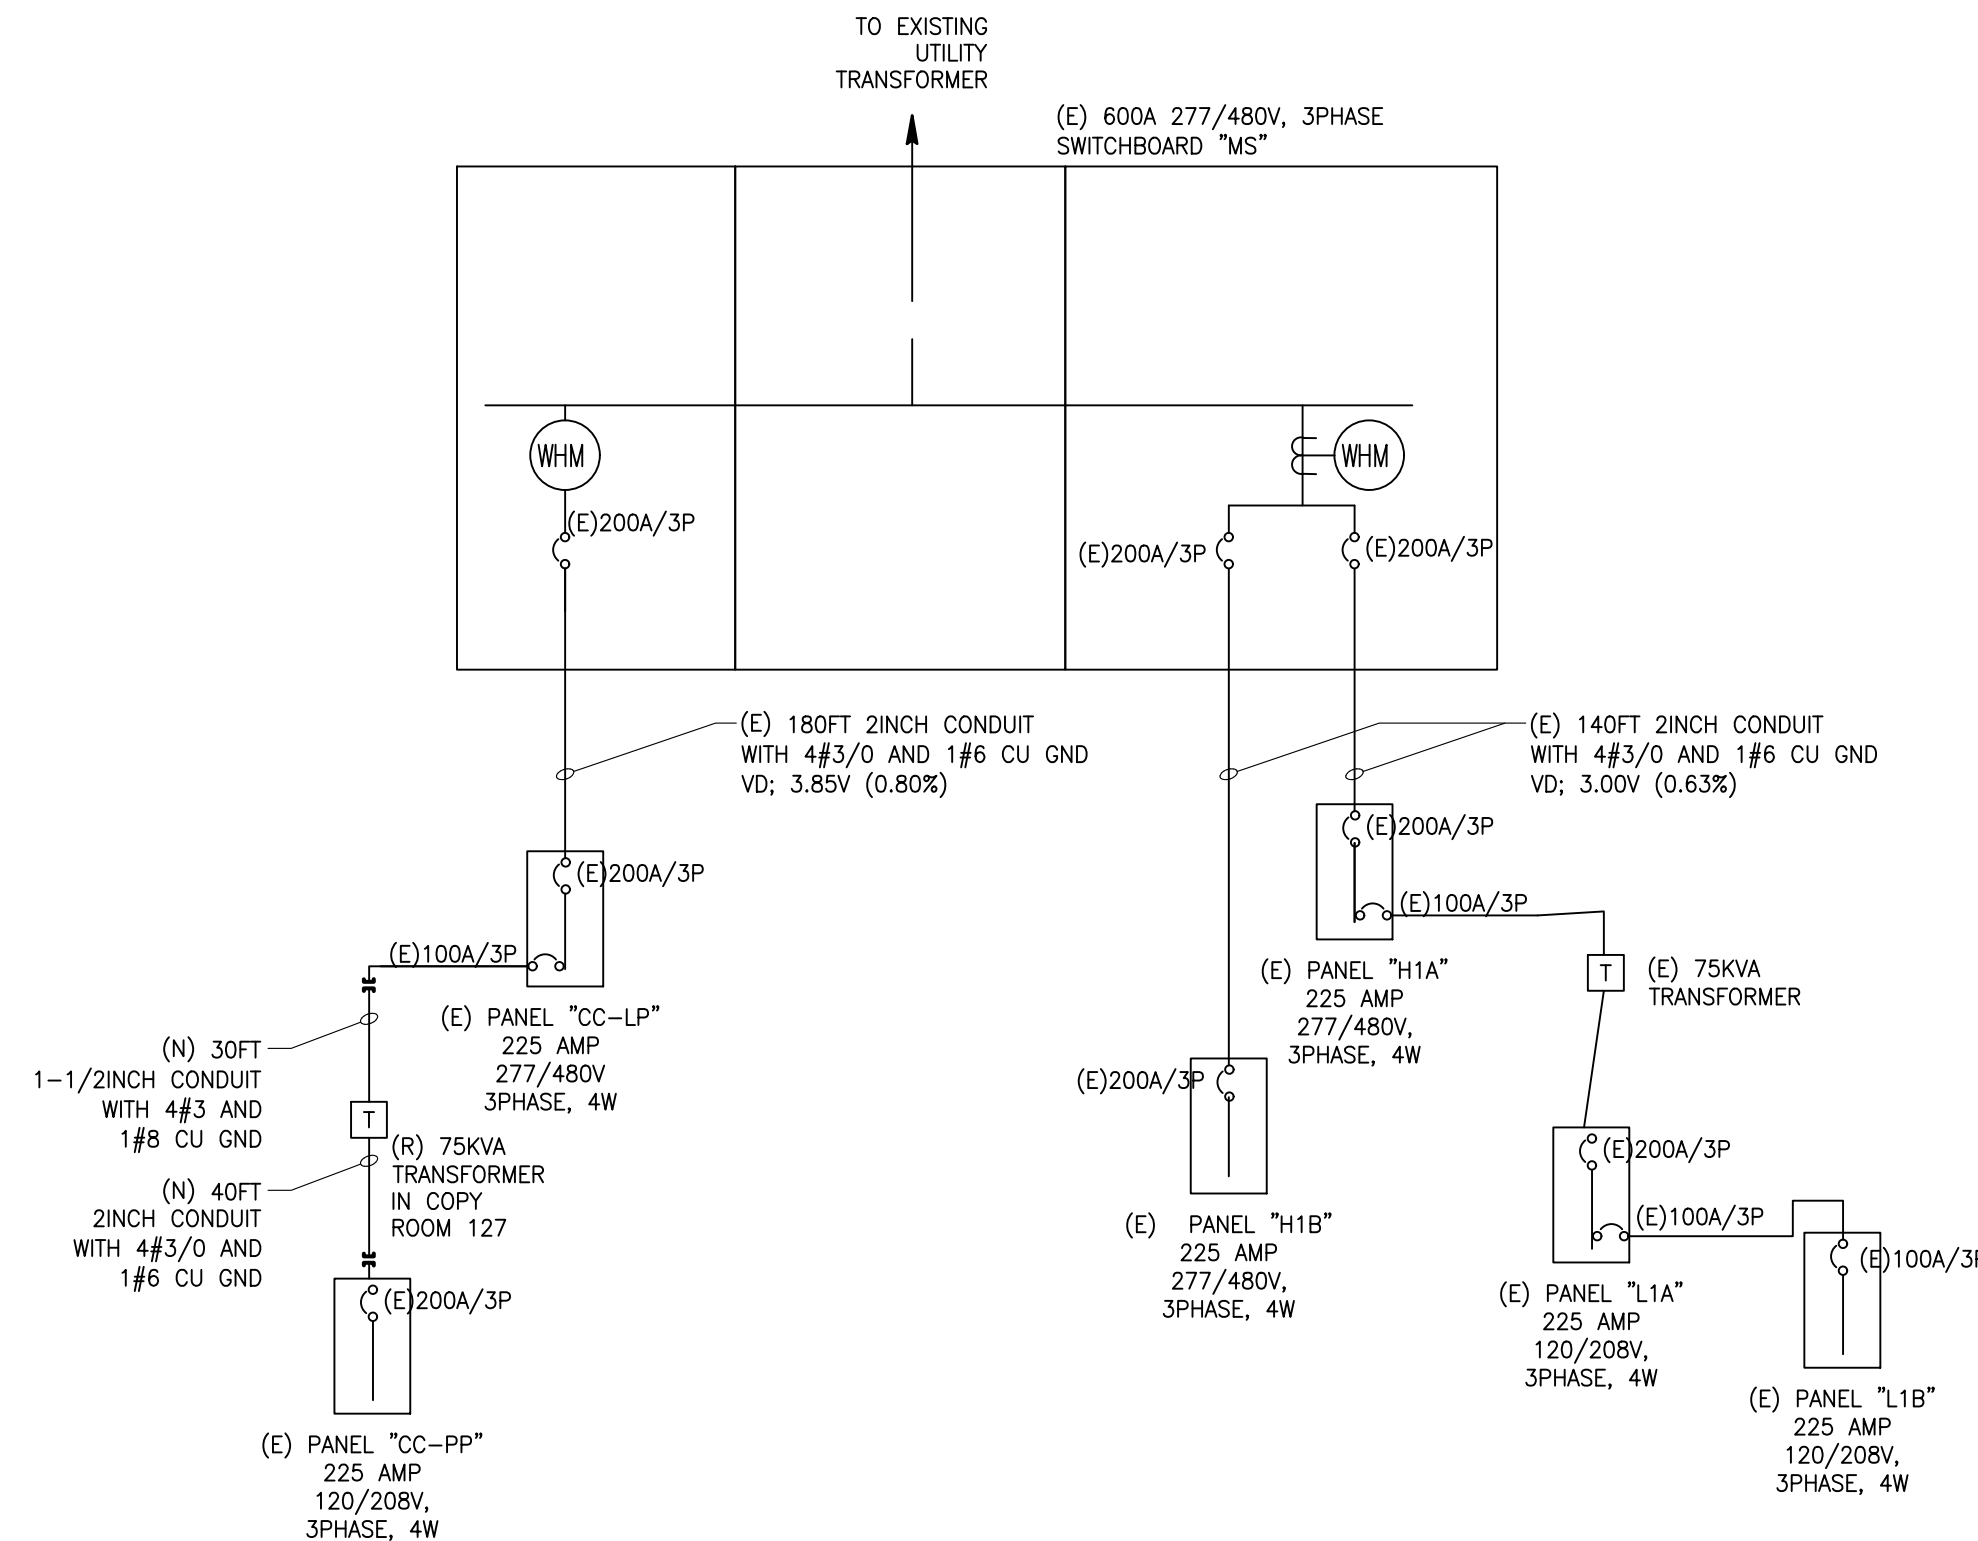 TO EXISTING
UTILITY
TRANSFORMER
(E) 600A 277/480V, 3PHASE
SWITCHBOARD "MS"
WHM
WHM
(E)200A/3P
(E)200A/3P
(E)200A/3P
(E) 180FT 2INCH CONDUIT
WITH 4#3/0 AND 1#6 CU GND
VD; 3.85V (0.80%)
(E) 140FT 2INCH CONDUIT
WITH 4#3/0 AND 1#6 CU GND
VD; 3.00V (0.63%)
(E)200A/3P
(E)100A/3P
(E) PANEL "CC-LP"
225 AMP
277/480V
3PHASE, 4W
(N) 30FT
1-1/2INCH CONDUIT
WITH 4#3 AND
1#8 CU GND
T
(R) 75KVA
TRANSFORMER
IN COPY
ROOM 127
(N) 40FT
2INCH CONDUIT
WITH 4#3/0 AND
1#6 CU GND
(E)200A/3P
(E) PANEL "CC-PP"
225 AMP
120/208V,
3PHASE, 4W
(E)200A/3P
(E)100A/3P
(E) PANEL "H1A"
225 AMP
277/480V,
3PHASE, 4W
T
(E) 75KVA
TRANSFORMER
(E)200A/3P
(E) PANEL "H1B"
225 AMP
277/480V,
3PHASE, 4W
(E)200A/3P
(E)100A/3P
(E) PANEL "L1A"
225 AMP
120/208V,
3PHASE, 4W
(E)100A/3P
(E) PANEL "L1B"
225 AMP
120/208V,
3PHASE, 4W